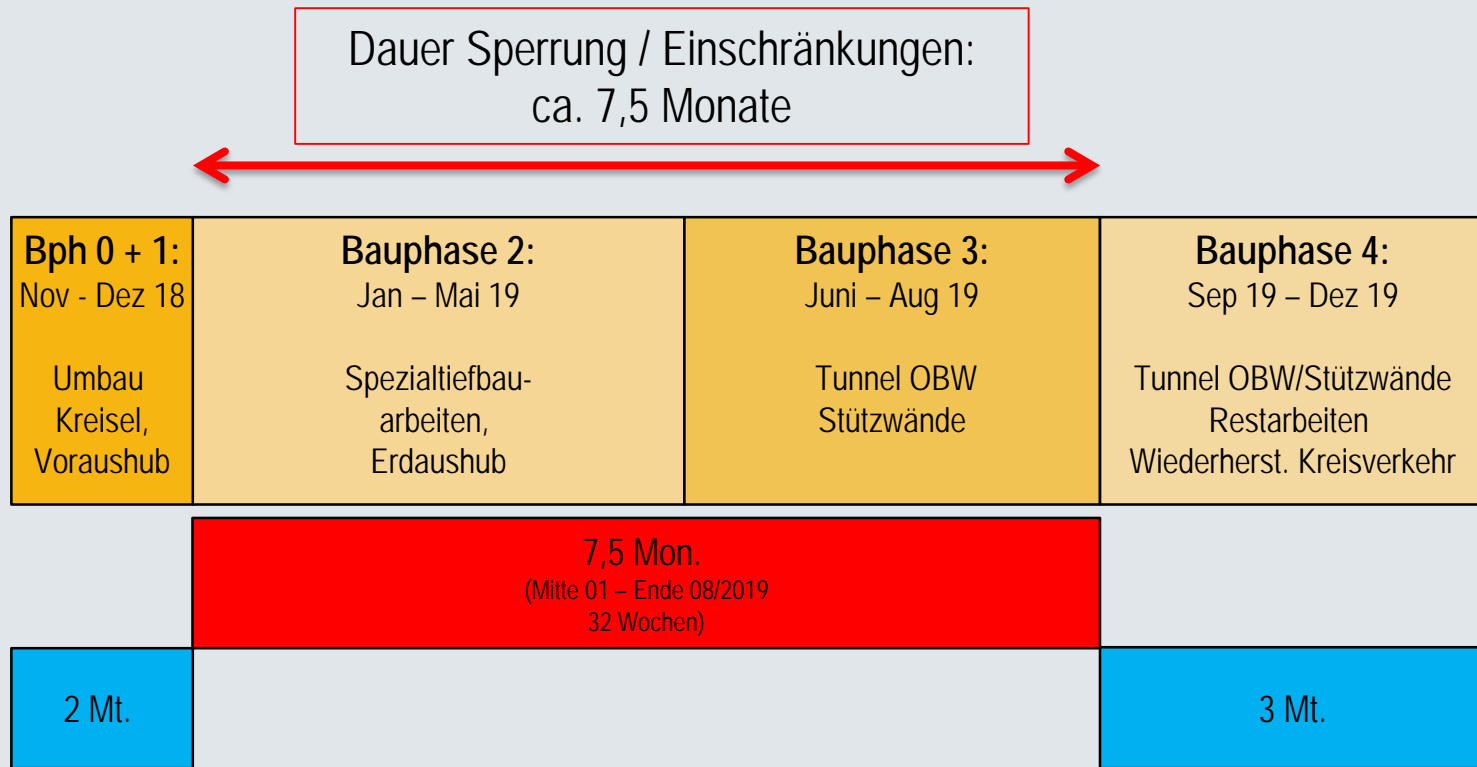 Dauer Sperrung / Einschränkungen:
ca. 7,5 Monate
Bph 0 + 1:
Nov - Dez 18
Umbau
Kreisel,
Voraushub
Bauphase 2:
Jan – Mai 19
Spezialtiefbau-
arbeiten,
Erdaushub
Bauphase 3:
Juni – Aug 19
Tunnel OBW
Stützwände
Bauphase 4:
Sep 19 – Dez 19
Tunnel OBW/Stützwände
Restarbeiten
Wiederherst. Kreisverkehr
7,5 Mon.
(Mitte 01 – Ende 08/2019
32 Wochen)
2 Mt.
3 Mt.